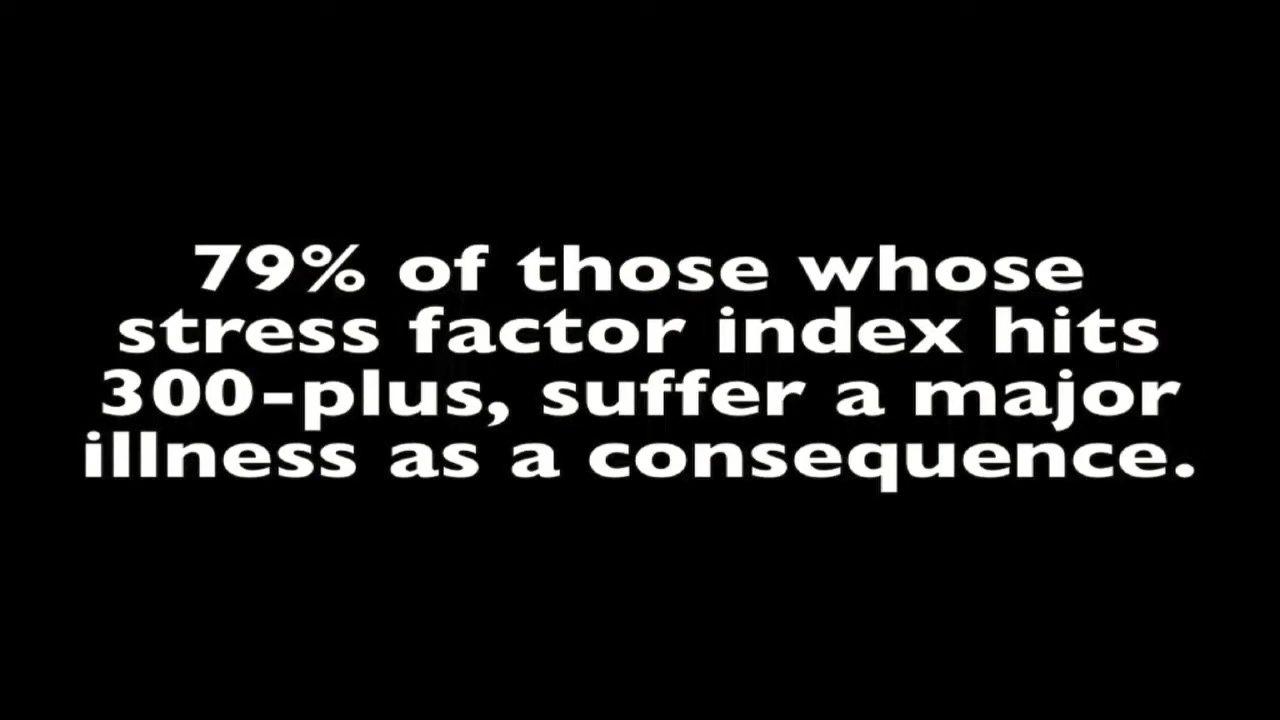 79% of those whose
stress factor index hits
300-plus, suffer a major
illness as a consequence.